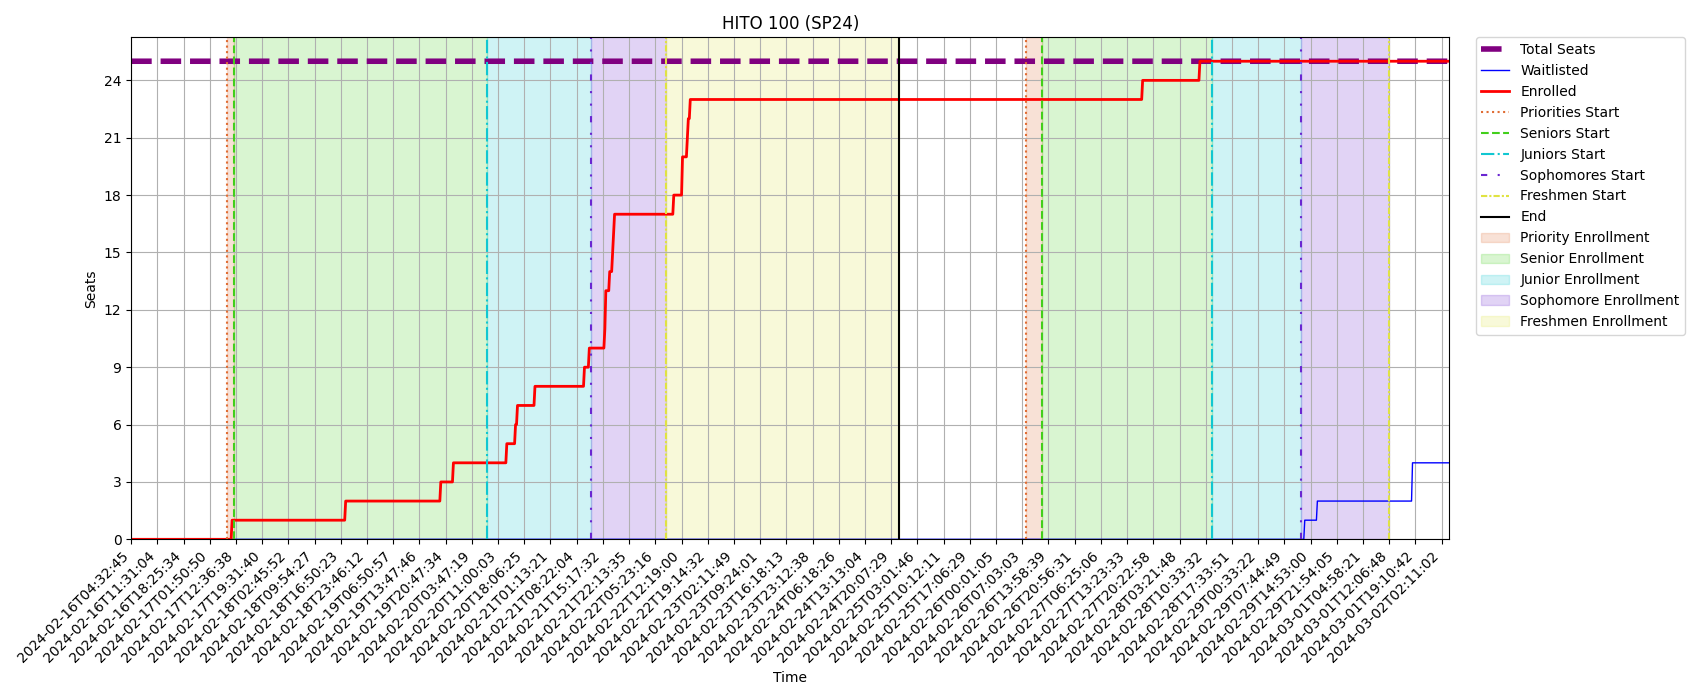 HITO 100 (SP24)
Seats
24
21
18
15
12
9
6
3
0
2024-02-16T04:32:45
2024-02-16T11:31:04
2024-02-16T18:25:34
2024-02-17T01:50:50
2024-02-17T12:36:38
2024-02-17T19:31:40
2024-02-18T02:45:52
2024-02-18T09:54:27
2024-02-18T16:50:23
2024-02-18T23:46:12
2024-02-19T06:50:57
2024-02-19T13:47:46
2024-02-19T20:47:34
2024-02-20T03:47:19
2024-02-20T11:00:03
2024-02-20T18:06:25
2024-02-21T01:13:21
2024-02-21T08:22:04
2024-02-21T15:17:32
2024-02-21T22:13:35
2024-02-22T05:23:16
2024-02-22T12:19:00
2024-02-22T19:14:32
2024-02-23T02:11:49
2024-02-23T09:24:01
2024-02-23T16:18:13
2024-02-23T23:12:38
2024-02-24T06:18:26
2024-02-24T13:13:04
2024-02-24T20:07:29
2024-02-25T03:01:46
2024-02-25T10:12:11
2024-02-25T17:06:29
2024-02-26T00:01:05
2024-02-26T07:03:03
2024-02-26T13:58:39
2024-02-26T20:56:31
2024-02-27T06:25:06
2024-02-27T13:23:33
2024-02-27T20:22:58
2024-02-28T03:21:48
2024-02-28T10:33:32
2024-02-28T17:33:51
2024-02-29T00:33:22
2024-02-29T07:44:49
2024-02-29T14:53:00
2024-02-29T21:54:05
2024-03-01T04:58:21
2024-03-01T12:06:48
2024-03-01T19:10:42
2024-03-02T02:11:02
Time
Total Seats
Waitlisted
Enrolled
Priorities Start
Seniors Start
Juniors Start
Sophomores Start
Freshmen Start
End
Priority Enrollment
Senior Enrollment
Junior Enrollment
Sophomore Enrollment
Freshmen Enrollment